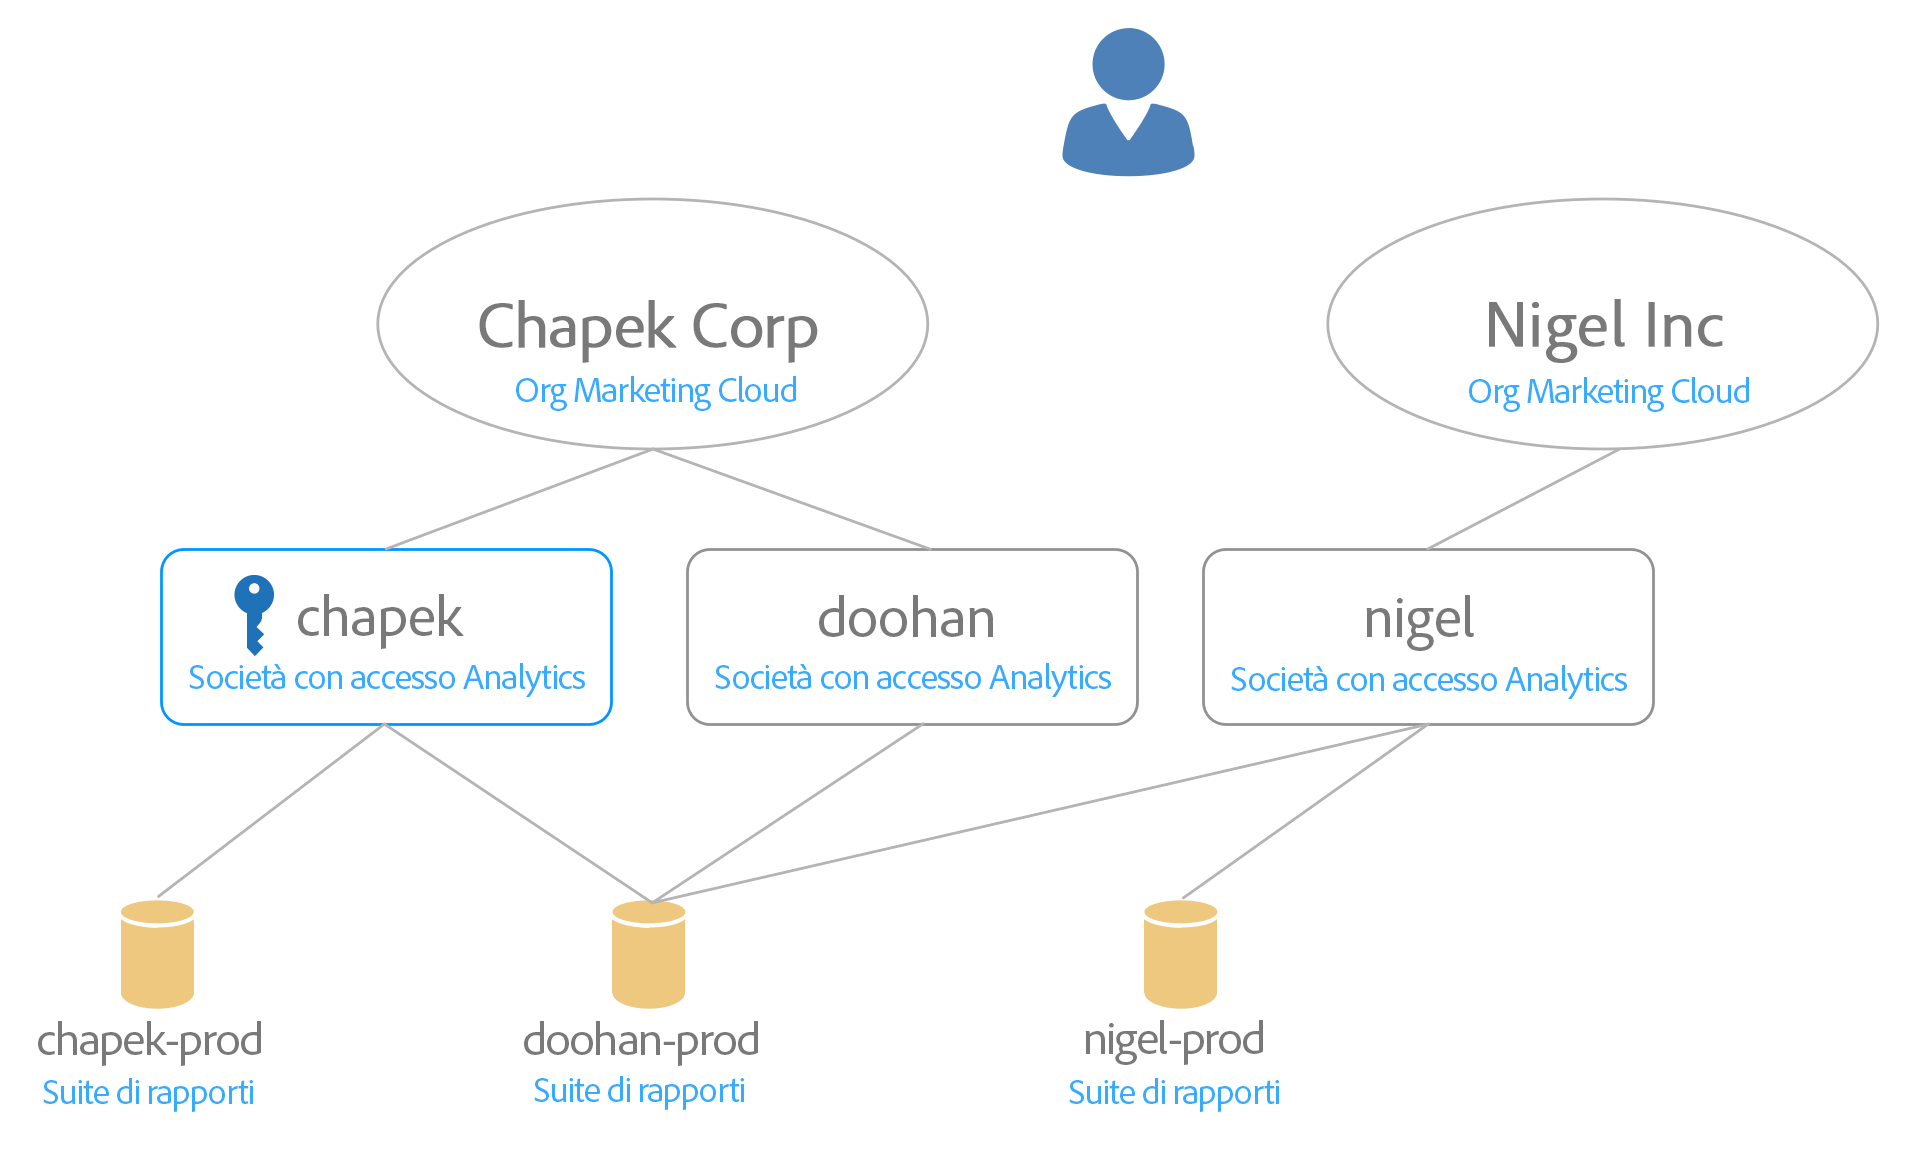 Chapek Corp
Org Marketing Cloud
Nigel Inc
Org Marketing Cloud
chapek
Società con accesso Analytics
doohan
Società con accesso Analytics
nigel
Società con accesso Analytics
chapek-prod
Suite di rapporti
doohan-prod
Suite di rapporti
nigel-prod
Suite di rapporti